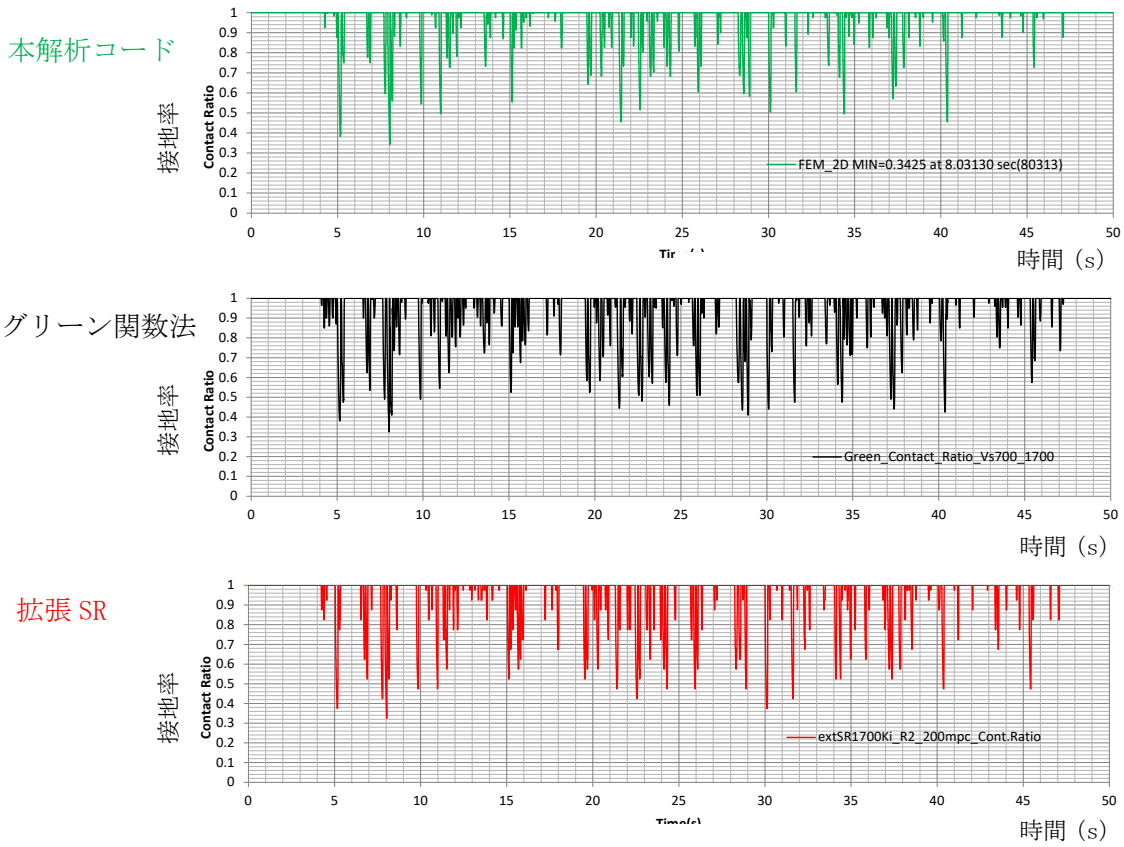 本解析コード
接地率
Contact Ratio
1
0.9
0.8
0.7
0.6
0.5
0.4
0.3
0.2
0.1
0
FEM_2D MIN=0.3425 at 8.03130 sec(80313)
0 5 10 15 20 25 30 35 40 45 50
時間 (s)
グリーン関数法
接地率
Contact Ratio
1
0.9
0.8
0.7
0.6
0.5
0.4
0.3
0.2
0.1
0
Green_Contact_Ratio_Vs700_1700
0 5 10 15 20 25 30 35 40 45 50
時間 (s)
拡張 SR
接地率
Contact Ratio
1
0.9
0.8
0.7
0.6
0.5
0.4
0.3
0.2
0.1
0
extSR1700Ki_R2_200mpc_Cont.Ratio
0 5 10 15 20 25 30 35 40 45 50
Time(s)
時間 (s)